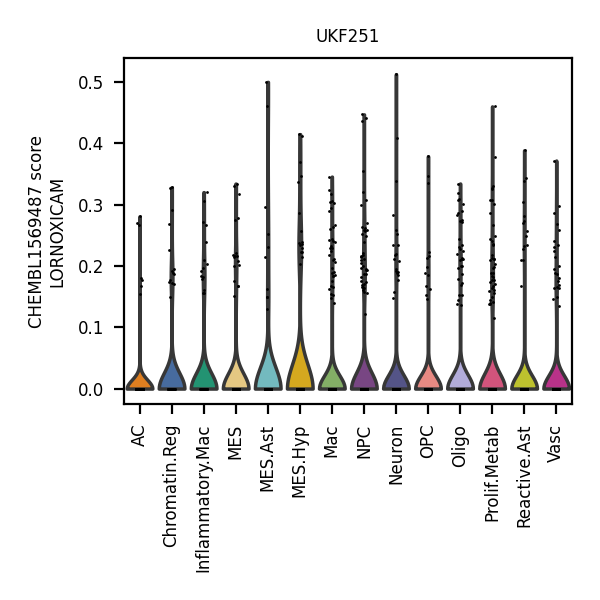 UKF251
CHEMBL1569487 score
LORNOXICAM
0.5
0.4
0.3
0.2
0.1
0.0
AC
Chromatin.Reg
Inflammatory.Mac
MES
MES.Ast
MES.Hyp
Mac
NPC
Neuron
OPC
Oligo
Prolif.Metab
Reactive.Ast
Vasc